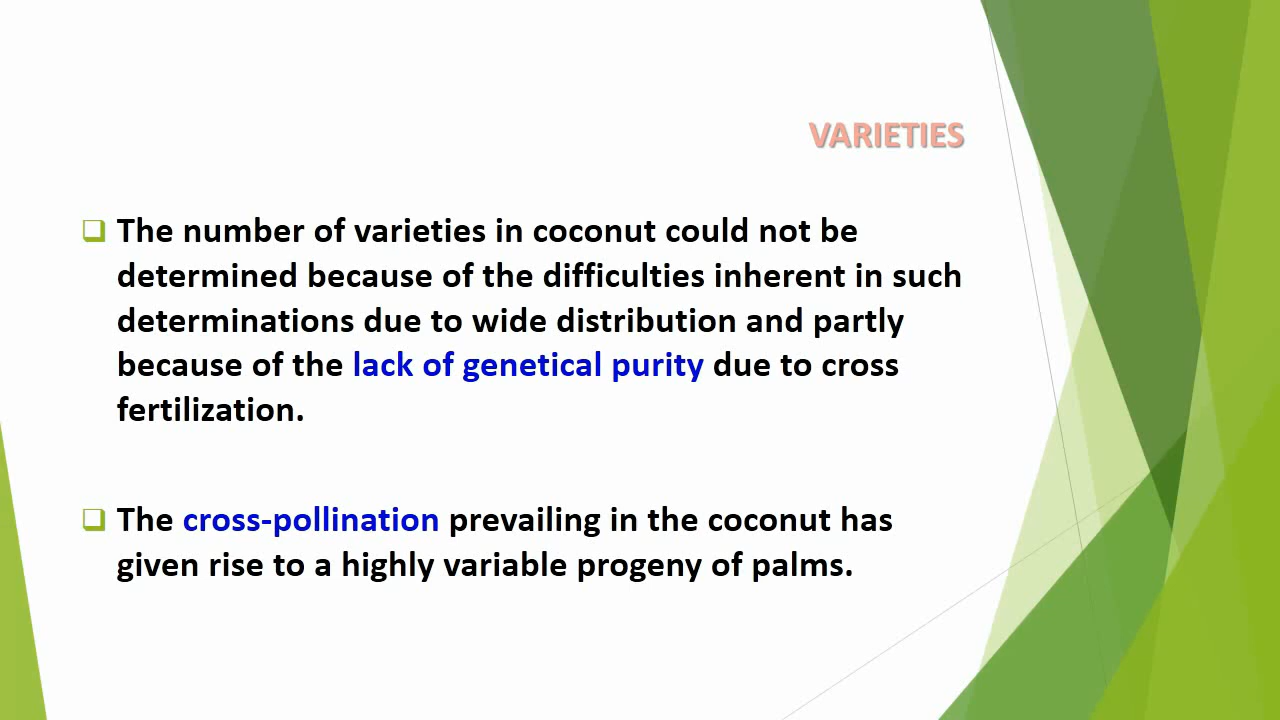 VARIETIES
The number of varieties in coconut could not be
determined because of the difficulties inherent in such
determinations due to wide distribution and partly
because of the lack of genetical purity due to cross
fertilization.
The cross-pollination prevailing in the coconut has
given rise to a highly variable progeny of palms.